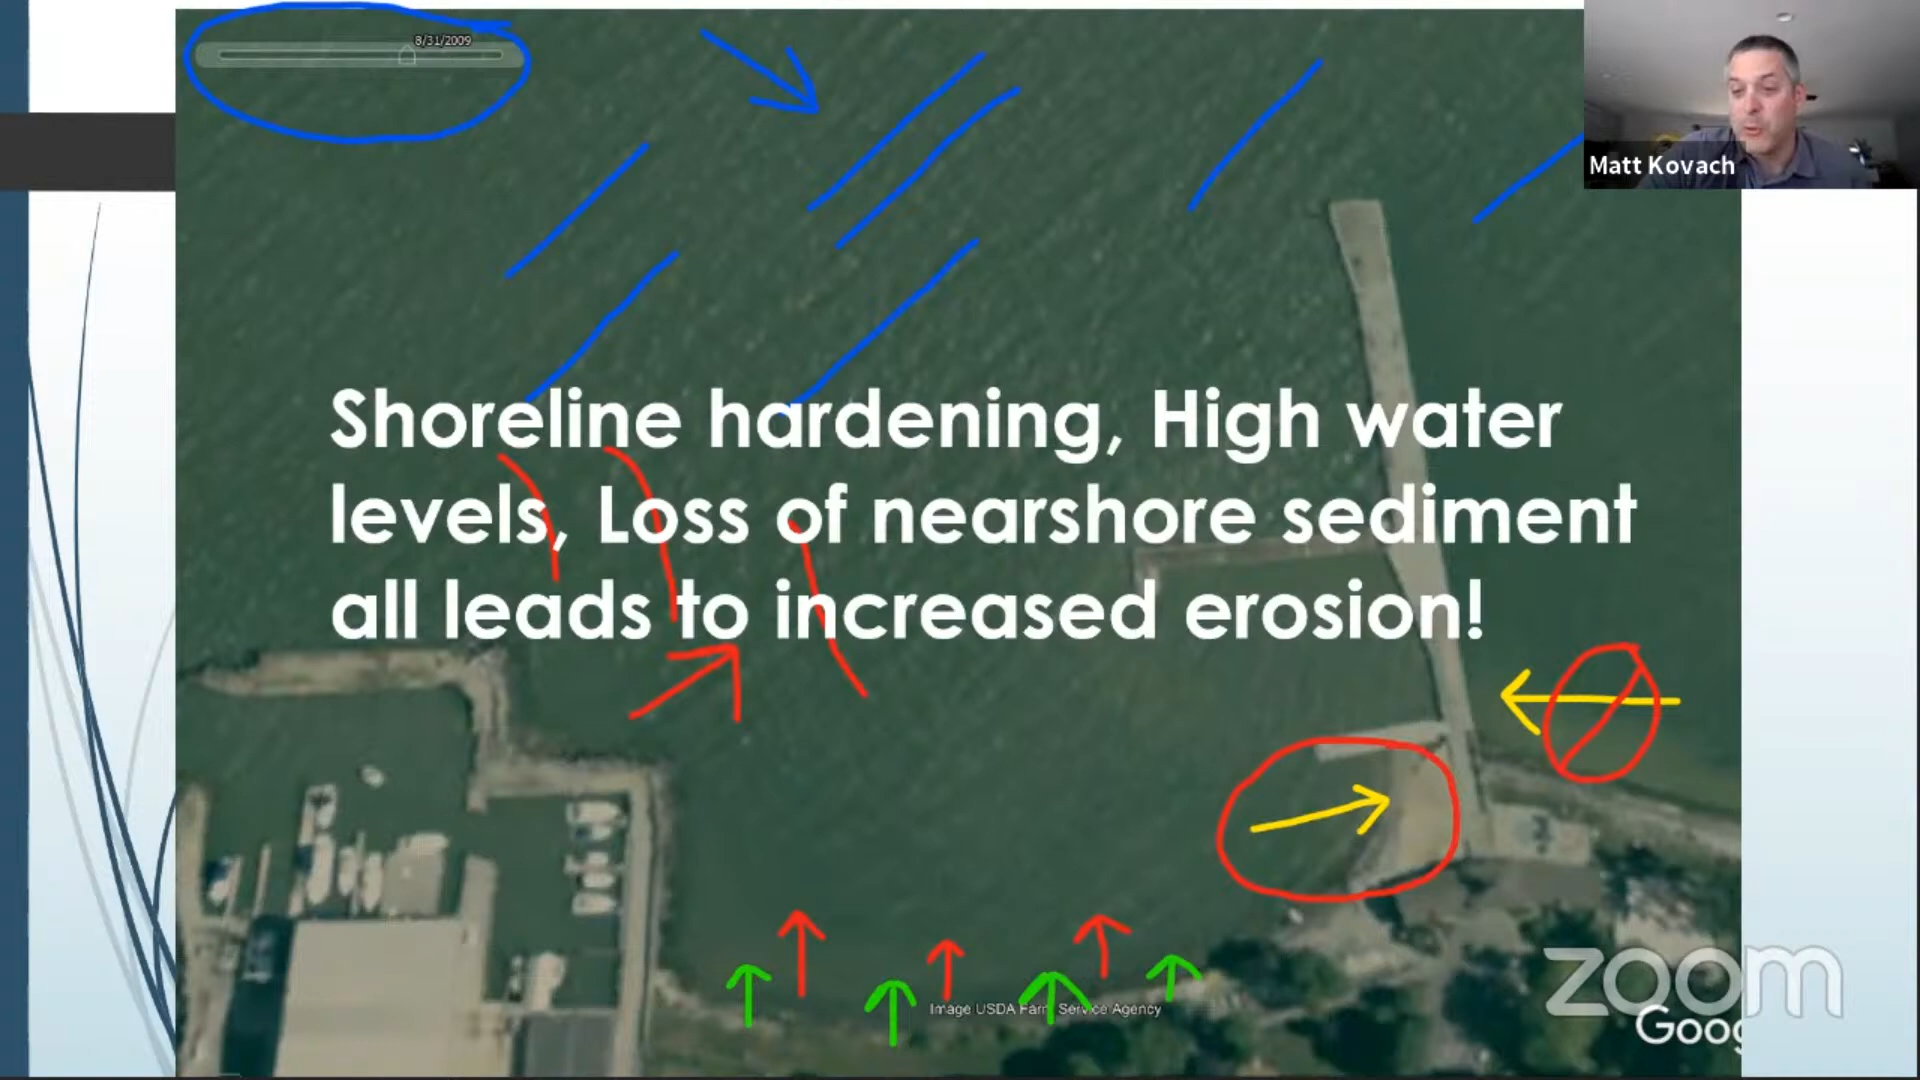 8/31/2009
Matt Kovach
Shoreline hardening, High water
levels, Loss of nearshore sediment
all leads to increased erosion!
Image USDA Farm Service Agency
zoom
Goog